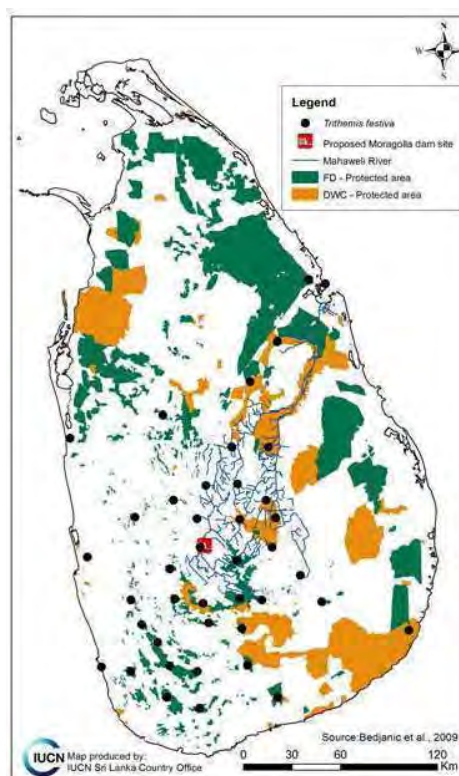 N
W E
S
Legend
Trithemis festiva
Proposed Moragolla dam site
Mahaweli River
FD - Protected area
DWC - Protected area
Source:Bedjanic et al., 2009
IUCN
Map produced by:
IUCN Sri Lanka Country Office
0 30 60 120
Km